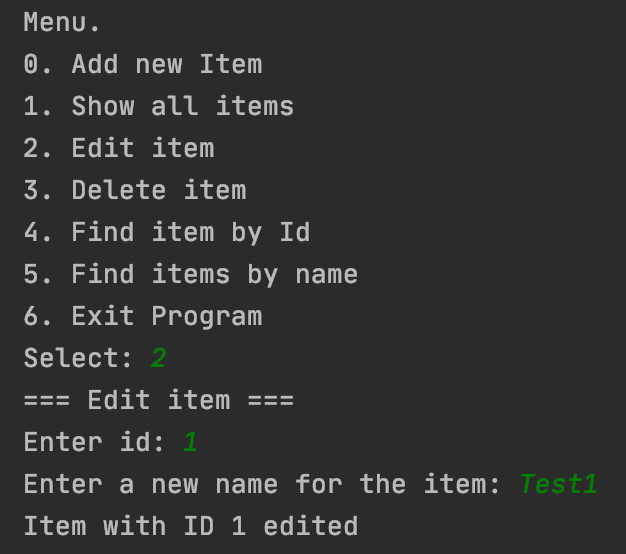 Menu.
0. Add new Item
1. Show all items
2. Edit item
3. Delete item
4. Find item by Id
5. Find items by name
6. Exit Program
Select: 2
=== Edit item ===
Enter id: 1
Enter a new name for the item: Test1
Item with ID 1 edited